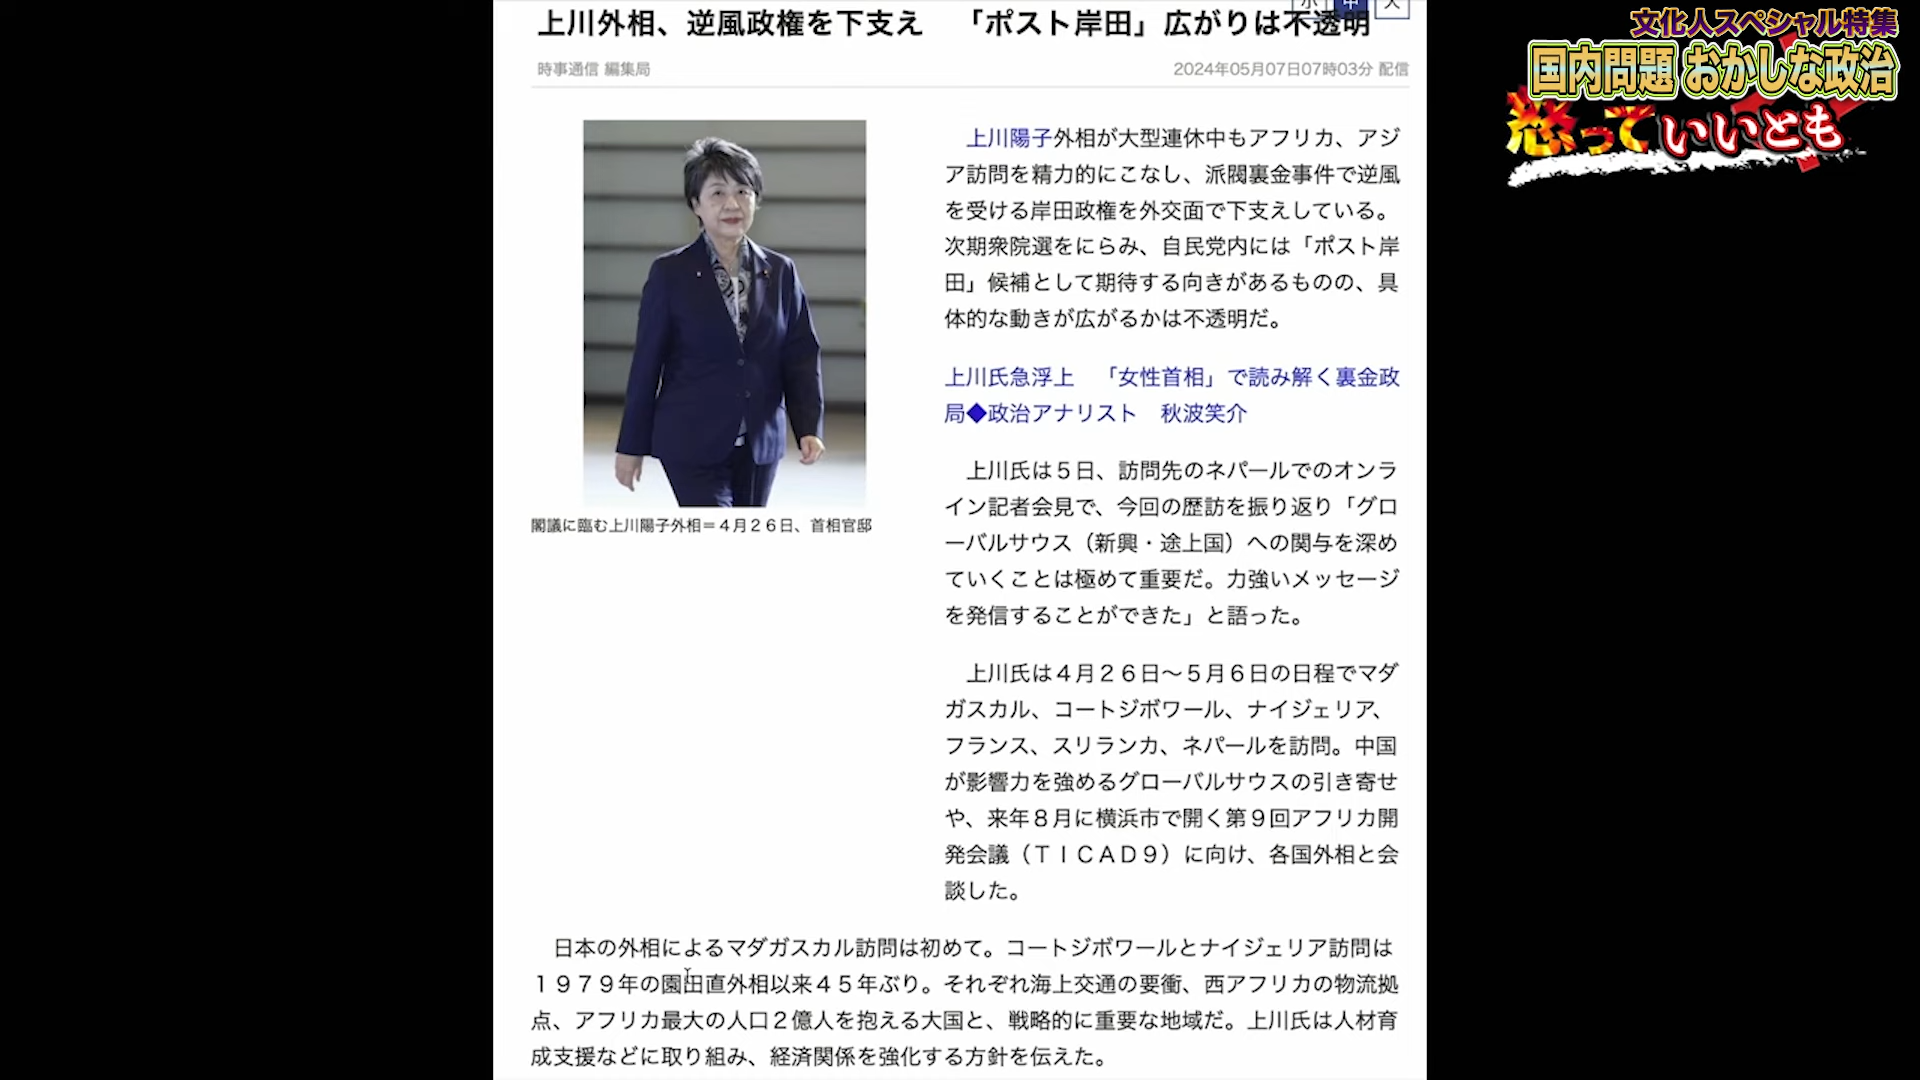 上川外相、逆風政権を下支え　「ポスト岸田」広がりは不透明
小 中 大
時事通信 編集局
2024年05月07日07時03分 配信
文化人スペシャル特集
国内問題 おかしな政治
怒っていいとも
上川陽子外相が大型連休中もアフリカ、アジ
ア訪問を精力的にこなし、派閥裏金事件で逆風
を受ける岸田政権を外交面で下支えしている。
次期衆院選をにらみ、自民党内には「ポスト岸
田」候補として期待する向きがあるものの、具
体的な動きが広がるかは不透明だ。
上川氏急浮上　「女性首相」で読み解く裏金政
局◆政治アナリスト　秋波笑介
上川氏は５日、訪問先のネパールでのオンラ
イン記者会見で、今回の歴訪を振り返り「グロ
ーバルサウス（新興・途上国）への関与を深め
ていくことは極めて重要だ。力強いメッセージ
を発信することができた」と語った。
閣議に臨む上川陽子外相＝４月２６日、首相官邸
上川氏は４月２６日～５月６日の日程でマダ
ガスカル、コートジボワール、ナイジェリア、
フランス、スリランカ、ネパールを訪問。中国
が影響力を強めるグローバルサウスの引き寄せ
や、来年８月に横浜市で開く第９回アフリカ開
発会議（ＴＩＣＡＤ９）に向け、各国外相と会
談した。
日本の外相によるマダガスカル訪問は初めて。コートジボワールとナイジェリア訪問は
１９７９年の園田直外相以来４５年ぶり。それぞれ海上交通の要衝、西アフリカの物流拠
点、アフリカ最大の人口２億人を抱える大国と、戦略的に重要な地域だ。上川氏は人材育
成支援などに取り組み、経済関係を強化する方針を伝えた。